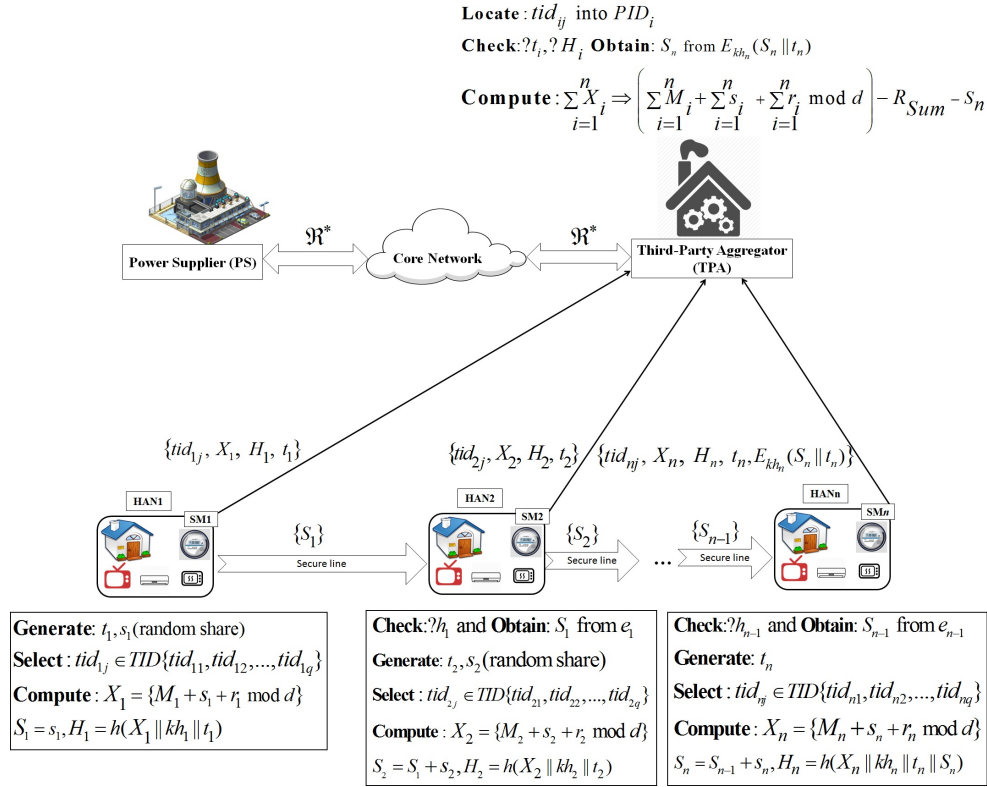 Locate : tid_ij into PID_i
Check:?t_i,? H_i Obtain: S_n from E_kh_n(S_n || t_n)
Compute : ∑_{i=1}^{n} X_i ⇒ ( ∑_{i=1}^{n} M_i + ∑_{i=1}^{n} s_i + ∑_{i=1}^{n} r_i mod d ) − R_Sum − S_n
Power Supplier (PS)
ℜ*
Core Network
ℜ*
Third-Party Aggregator
(TPA)
{tid_1j, X_1, H_1, t_1}
{tid_2j, X_2, H_2, t_2}
{tid_nj, X_n, H_n, t_n, E_kh_n(S_n || t_n)}
HAN1
SM1
{S_1}
Secure line
HAN2
SM2
{S_2}
Secure line
...
{S_n−1}
Secure line
HANn
SMn
Generate: t_1, s_1 (random share)
Select : tid_1j ∈ TID{tid_11, tid_12,..., tid_1q}
Compute : X_1 = {M_1 + s_1 + r_1 mod d}
S_1 = s_1, H_1 = h(X_1 || kh_1 || t_1)
Check:?h_1 and Obtain: S_1 from e_1
Generate: t_2, s_2 (random share)
Select : tid_2j ∈ TID{tid_21, tid_22,..., tid_2q}
Compute : X_2 = {M_2 + s_2 + r_2 mod d}
S_2 = S_1 + s_2, H_2 = h(X_2 || kh_2 || t_2)
Check:?h_n−1 and Obtain: S_n−1 from e_n−1
Generate: t_n
Select : tid_nj ∈ TID{tid_n1, tid_n2,..., tid_nq}
Compute : X_n = {M_n + s_n + r_n mod d}
S_n = S_n−1 + s_n, H_n = h(X_n || kh_n || t_n || S_n)